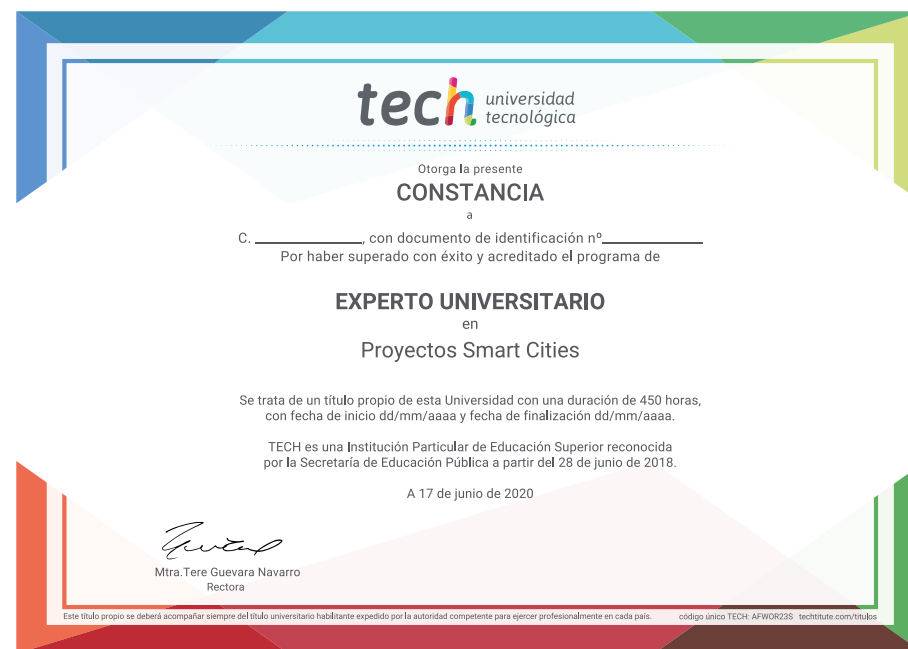 tech universidad
tecnológica
Otorga la presente
CONSTANCIA
a
C. ____________, con documento de identificación nº____________
Por haber superado con éxito y acreditado el programa de
EXPERTO UNIVERSITARIO
en
Proyectos Smart Cities
Se trata de un título propio de esta Universidad con una duración de 450 horas,
con fecha de inicio dd/mm/aaaa y fecha de finalización dd/mm/aaaa.
TECH es una Institución Particular de Educación Superior reconocida
por la Secretaría de Educación Pública a partir del 28 de junio de 2018.
A 17 de junio de 2020
Mtra.Tere Guevara Navarro
Rectora
Este título propio se deberá acompañar siempre del título universitario habilitante expedido por la autoridad competente para ejercer profesionalmente en cada país. código único TECH: AFWOR23S techtitute.com/titulos